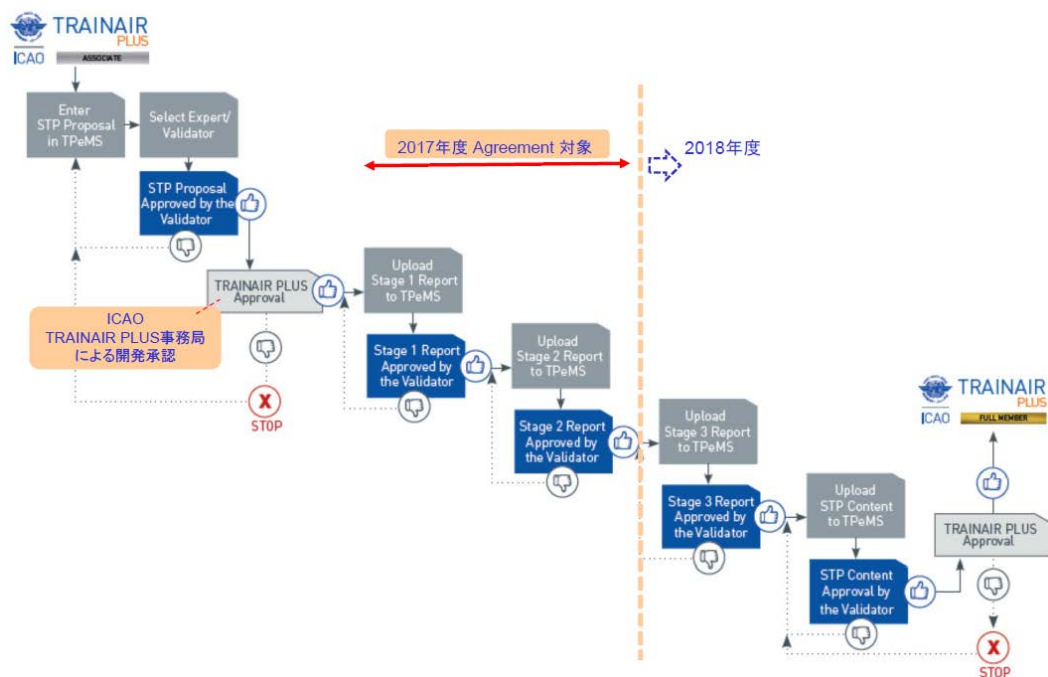 TRAINAIR
PLUS
ICAO
ASSOCIATE
Enter
STP Proposal
in TPeMS
Select Expert/
Validator
2017年度 Agreement 対象
2018年度
STP Proposal
Approved by the
Validator
TRAINAIR PLUS
Approval
ICAO
TRAINAIR PLUS事務局
による開発承認
X
STOP
Upload
Stage 1 Report
to TPeMS
Stage 1 Report
Approved by
the Validator
Upload
Stage 2 Report
to TPeMS
Stage 2 Report
Approved by
the Validator
Upload
Stage 3 Report
to TPeMS
Stage 3 Report
Approved by
the Validator
Upload
STP Content
to TPeMS
STP Content
Approval by
the Validator
TRAINAIR PLUS
Approval
X
STOP
TRAINAIR
PLUS
ICAO
FULL MEMBER